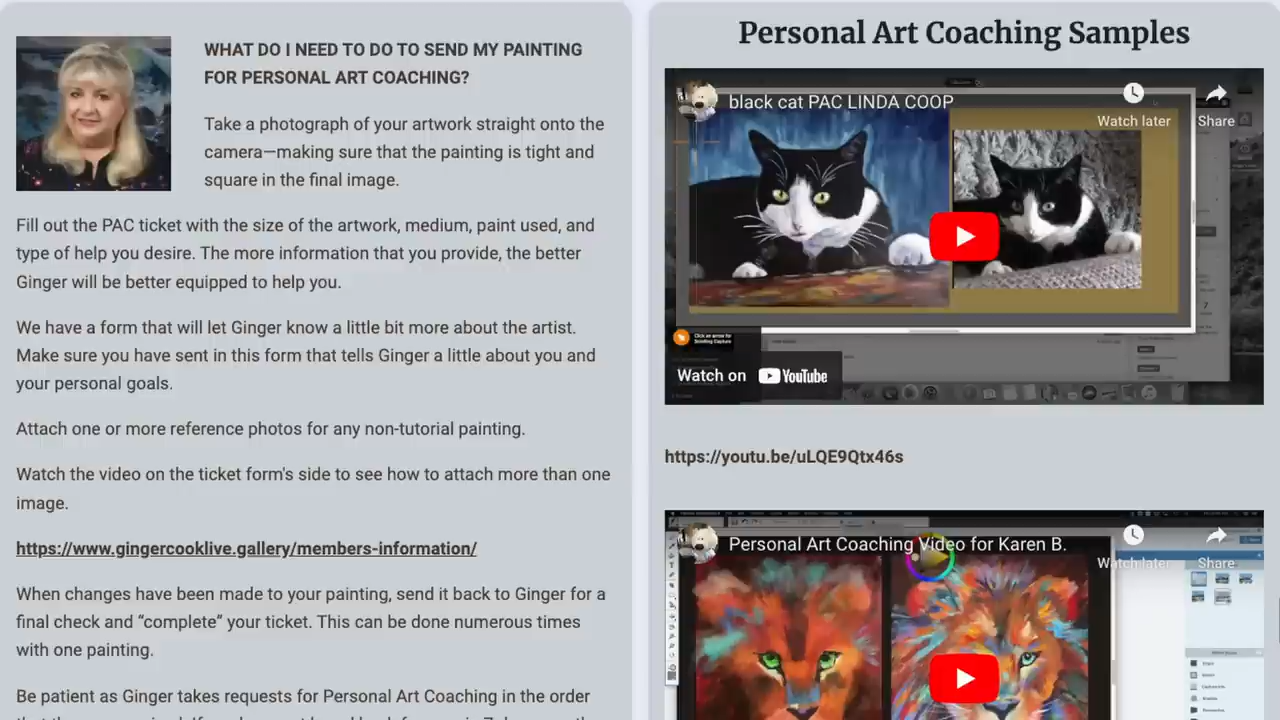 WHAT DO I NEED TO DO TO SEND MY PAINTING
FOR PERSONAL ART COACHING?
Take a photograph of your artwork straight onto the
camera—making sure that the painting is tight and
square in the final image.
Fill out the PAC ticket with the size of the artwork, medium, paint used, and
type of help you desire. The more information that you provide, the better
Ginger will be better equipped to help you.
We have a form that will let Ginger know a little bit more about the artist.
Make sure you have sent in this form that tells Ginger a little about you and
your personal goals.
Attach one or more reference photos for any non-tutorial painting.
Watch the video on the ticket form's side to see how to attach more than one
image.
https://www.gingercooklive.gallery/members-information/
When changes have been made to your painting, send it back to Ginger for a
final check and “complete” your ticket. This can be done numerous times
with one painting.
Be patient as Ginger takes requests for Personal Art Coaching in the order
Personal Art Coaching Samples
black cat PAC LINDA COOP
Watch later
Share
Click an arrow for
Scrolling Capture
Watch on YouTube
https://youtu.be/uLQE9Qtx46s
Personal Art Coaching Video for Karen B.
Watch later
Share